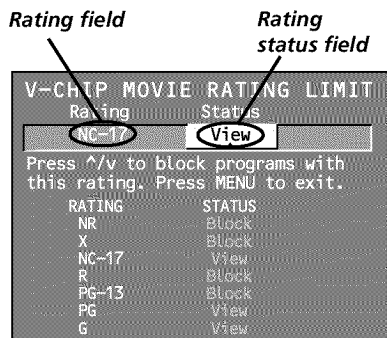 Rating field
Rating
status field
V-CHIP MOVIE RATING LIMIT
Rating Status
NC-17 View
Press ^/v to block programs with
this rating. Press MENU to exit.
RATING STATUS
NR Block
X Block
NC-17 View
R Block
PG-13 Block
PG View
G View